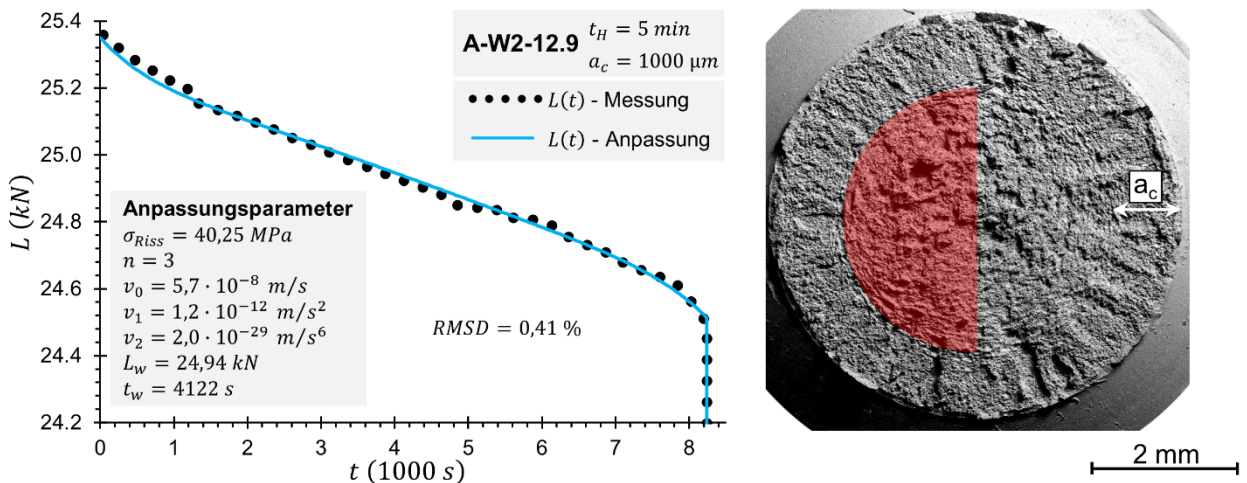 25.4
25.2
25.0
24.8
24.6
24.4
24.2
L (kN)
0 1 2 3 4 5 6 7 8
t (1000 s)
A-W2-12.9
t_H = 5 min
a_c = 1000 µm
L(t) - Messung
L(t) - Anpassung
Anpassungsparameter
σ_Riss = 40,25 MPa
n = 3
v_0 = 5,7 · 10^-8 m/s
v_1 = 1,2 · 10^-12 m/s^2
v_2 = 2,0 · 10^-29 m/s^6
L_w = 24,94 kN
t_w = 4122 s
RMSD = 0,41 %
a_c
2 mm